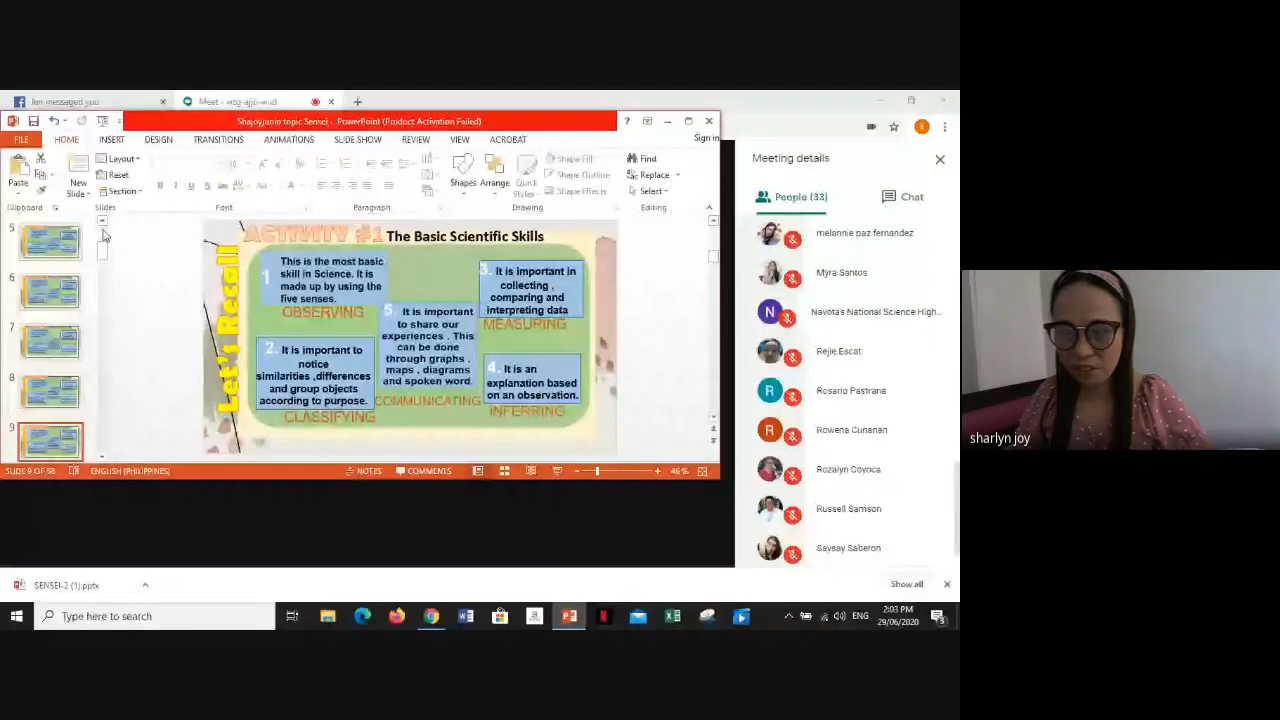 Jen messaged you
Meet - wzg-ajjb-wud
Shajoyjunio topic Sensei - PowerPoint (Product Activation Failed)
Sign in
FILE HOME INSERT DESIGN TRANSITIONS ANIMATIONS SLIDE SHOW REVIEW VIEW ACROBAT
Paste
New
Slide
Layout
Reset
Section
Shapes
Arrange
Quick
Styles
Shape Fill
Shape Outline
Shape Effects
Find
Replace
Select
Clipboard Slides Font Paragraph Drawing Editing
5
6
7
8
9
Let's Recall
ACTIVITY #1 The Basic Scientific Skills
1 This is the most basic
skill in Science. It is
made up by using the
five senses.
OBSERVING
2. It is important to
notice
similarities ,differences
and group objects
according to purpose.
CLASSIFYING
5. It is important
to share our
experiences . This
can be done
through graphs ,
maps , diagrams
and spoken word.
COMMUNICATING
3. It is important in
collecting ,
comparing and
interpreting data
MEASURING
4. It is an
explanation based
on an observation.
INFERRING
SLIDE 9 OF 58 ENGLISH (PHILIPPINES) NOTES COMMENTS 46%
Meeting details
People (33) Chat
melannie paz fernandez
Myra Santos
N Navotas National Science High...
Rejie Escat
R Rosario Pastrana
R Rowena Cunanan
Rozalyn Coyoca
Russell Samson
Saysay Saberon
sharlyn joy
SENSEI-2 (1).pptx
Show all
Type here to search
ENG
2:03 PM
29/06/2020